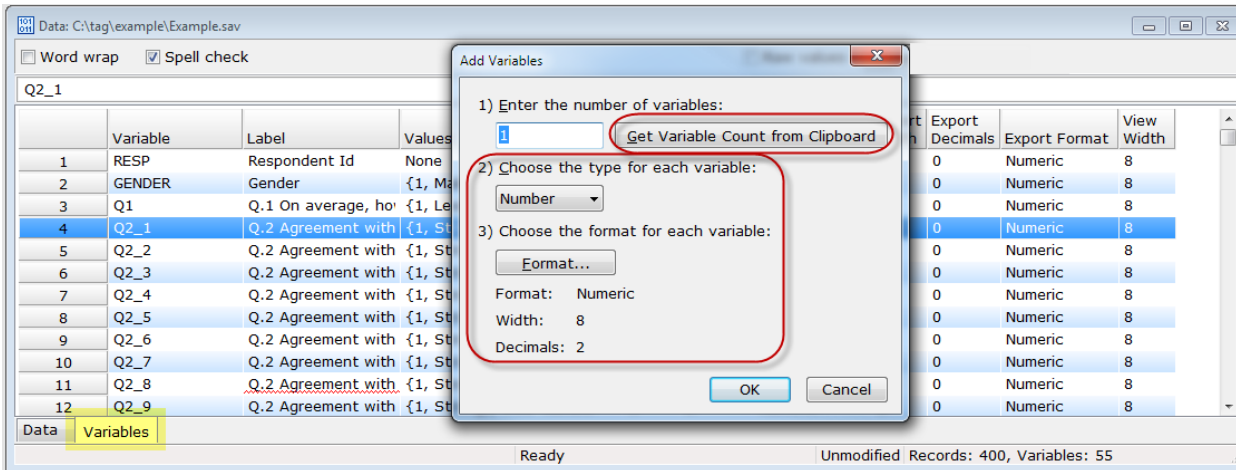 Data: C:\tag\example\Example.sav
Word wrap Spell check
Q2_1
Variable Label Values Export Decimals Export Format View Width
1 RESP Respondent Id None 0 Numeric 8
2 GENDER Gender {1, Ma 0 Numeric 8
3 Q1 Q.1 On average, ho {1, Le 0 Numeric 8
4 Q2_1 Q.2 Agreement with {1, St 0 Numeric 8
5 Q2_2 Q.2 Agreement with {1, St 0 Numeric 8
6 Q2_3 Q.2 Agreement with {1, St 0 Numeric 8
7 Q2_4 Q.2 Agreement with {1, St 0 Numeric 8
8 Q2_5 Q.2 Agreement with {1, St 0 Numeric 8
9 Q2_6 Q.2 Agreement with {1, St 0 Numeric 8
10 Q2_7 Q.2 Agreement with {1, St 0 Numeric 8
11 Q2_8 Q.2 Agreement with {1, St 0 Numeric 8
12 Q2_9 Q.2 Agreement with {1, St 0 Numeric 8
Add Variables
1) Enter the number of variables:
1 Get Variable Count from Clipboard
2) Choose the type for each variable:
Number
3) Choose the format for each variable:
Format...
Format: Numeric
Width: 8
Decimals: 2
OK Cancel
Data Variables
Ready Unmodified Records: 400, Variables: 55